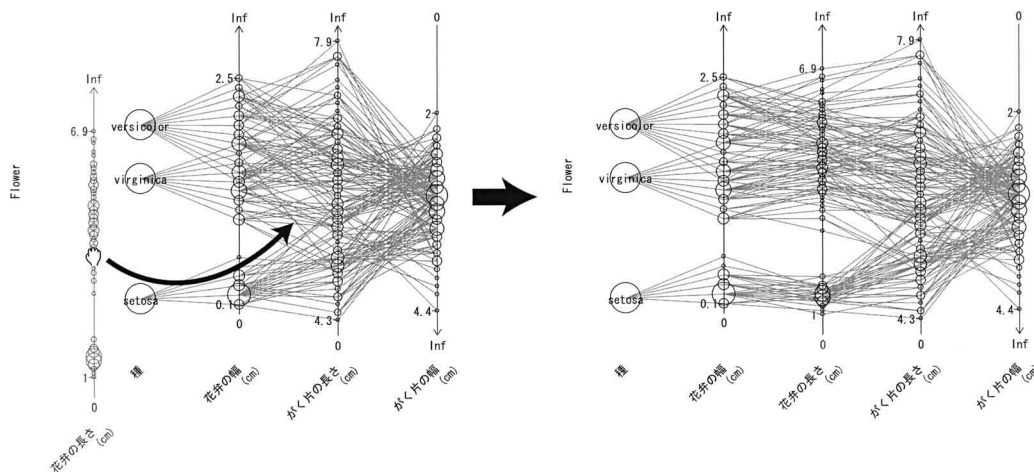 Flower
Inf
6.9
1
0
花弁の長さ(cm)
versicolor
virginica
setosa
種
Inf
2.5
0.1
0
花弁の幅(cm)
Inf
7.9
4.3
0
がく片の長さ(cm)
0
2
4.4
Inf
がく片の幅(cm)
Flower
versicolor
virginica
setosa
種
Inf
2.5
0.1
0
花弁の幅(cm)
Inf
6.9
1
0
花弁の長さ(cm)
Inf
7.9
4.3
0
がく片の長さ(cm)
0
2
4.4
Inf
がく片の幅(cm)